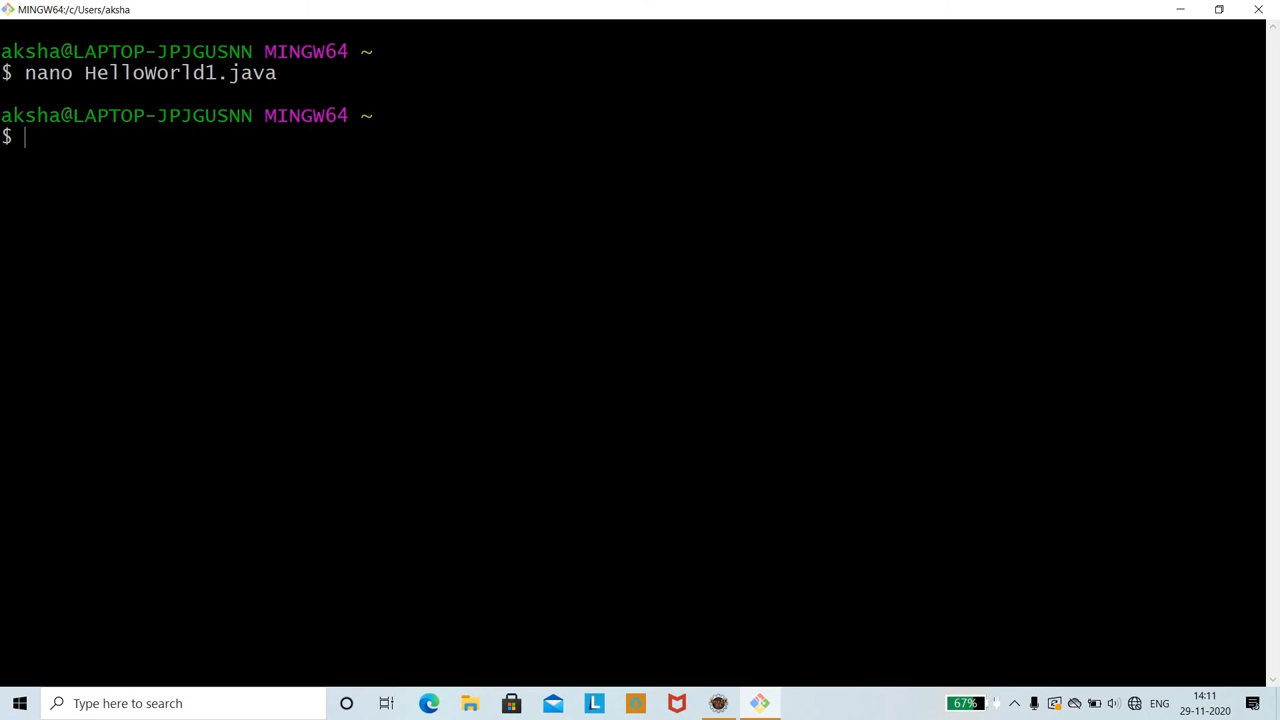 MINGW64:/c/Users/aksha
aksha@LAPTOP-JPJGUSNN MINGW64 ~
$ nano HelloWorld1.java
aksha@LAPTOP-JPJGUSNN MINGW64 ~
$
Type here to search
67%
ENG
14:11
29-11-2020